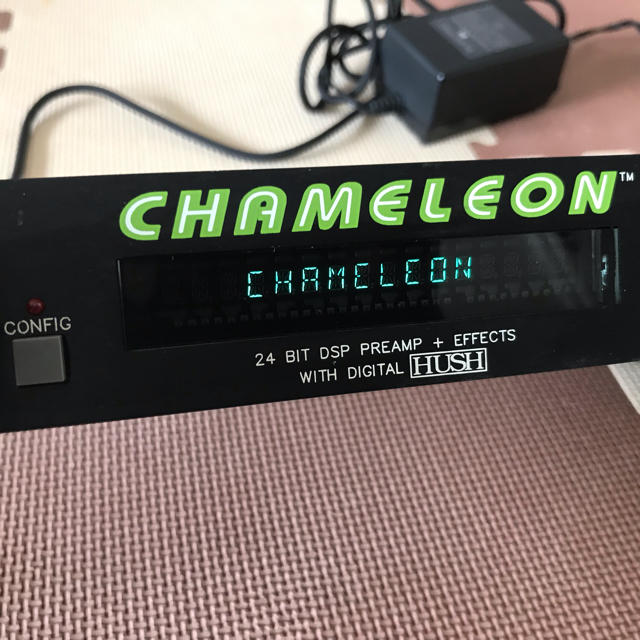 CHAMELEON™
CHAMELEON
CONFIG
24 BIT DSP PREAMP + EFFECTS
WITH DIGITAL HUSH